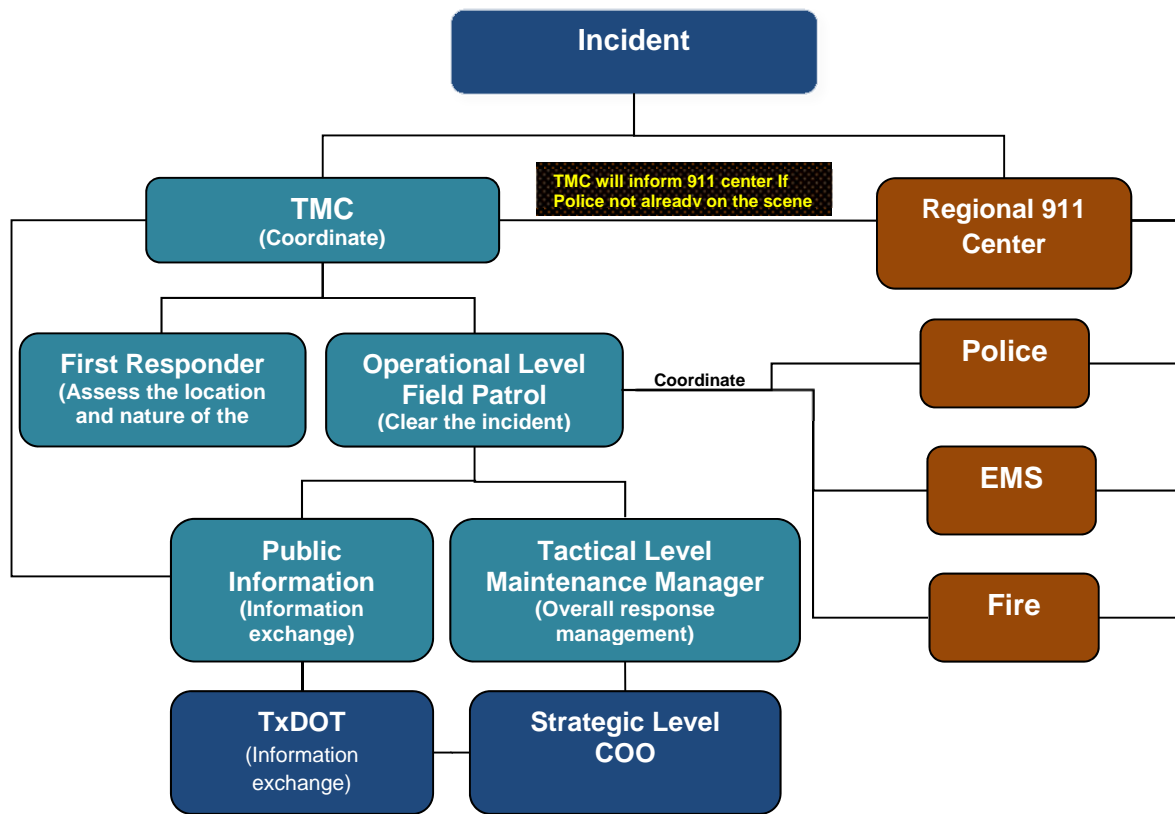 Incident
TMC will inform 911 center If
Police not already on the scene
TMC
(Coordinate)
Regional 911
Center
First Responder
(Assess the location
and nature of the
Operational Level
Field Patrol
(Clear the incident)
Coordinate
Police
EMS
Public
Information
(Information
exchange)
Tactical Level
Maintenance Manager
(Overall response
management)
Fire
TxDOT
(Information
exchange)
Strategic Level
COO